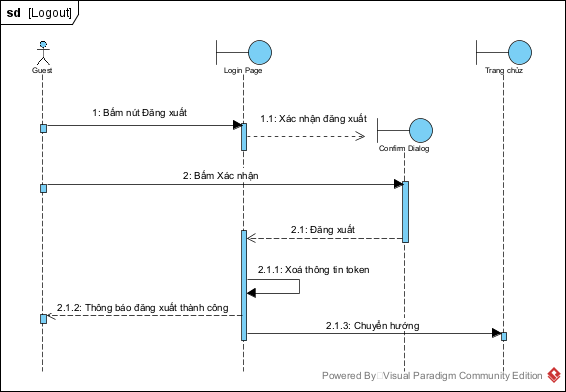 sd [Logout]
Guest
Login Page
Trang chủz
1: Bấm nút Đăng xuất
1.1: Xác nhận đăng xuất
Confirm Dialog
2: Bấm Xác nhận
2.1: Đăng xuất
2.1.1: Xoá thông tin token
2.1.2: Thông báo đăng xuất thành công
2.1.3: Chuyển hướng
Powered By Visual Paradigm Community Edition